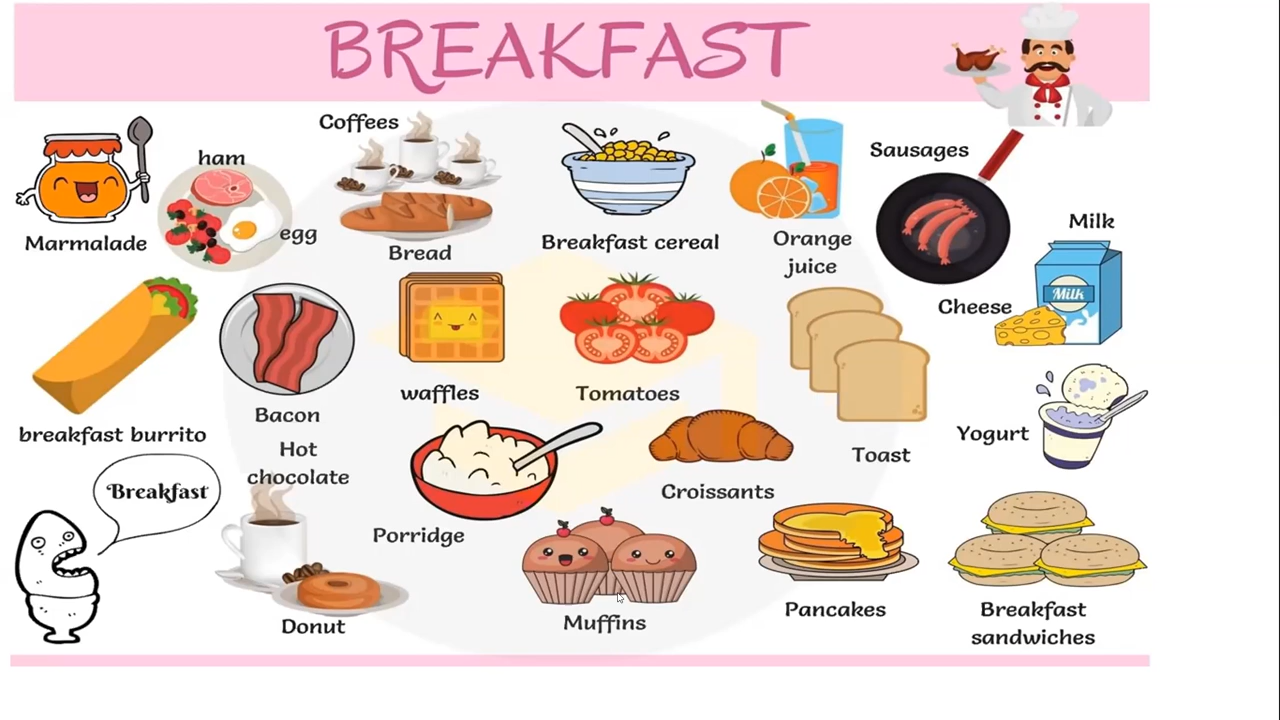 BREAKFAST
Coffees
Sausages
ham
Milk
Marmalade
egg
Bread
Breakfast cereal
Orange
juice
Cheese
Milk
breakfast burrito
Bacon
waffles
Tomatoes
Toast
Yogurt
Hot
chocolate
Breakfast
Porridge
Croissants
Donut
Muffins
Pancakes
Breakfast
sandwiches